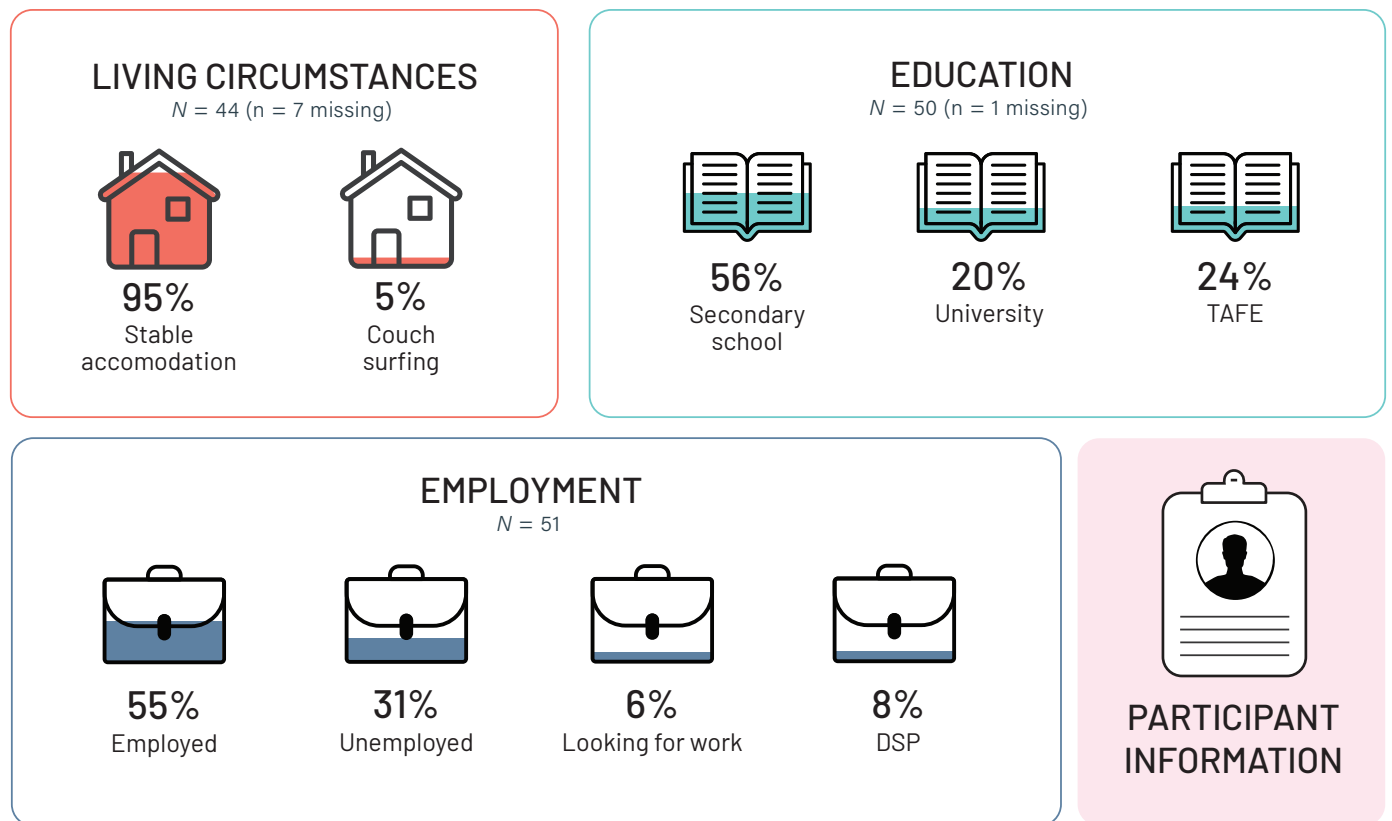 LIVING CIRCUMSTANCES
N = 44 (n = 7 missing)
95%
Stable
accomodation
5%
Couch
surfing
EDUCATION
N = 50 (n = 1 missing)
56%
Secondary
school
20%
University
24%
TAFE
EMPLOYMENT
N = 51
55%
Employed
31%
Unemployed
6%
Looking for work
8%
DSP
PARTICIPANT
INFORMATION